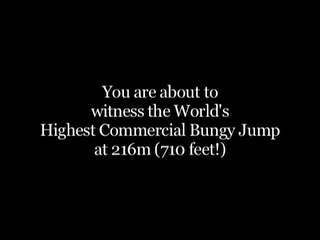 You are about to
witness the World's
Highest Commercial Bungy Jump
at 216m (710 feet!)